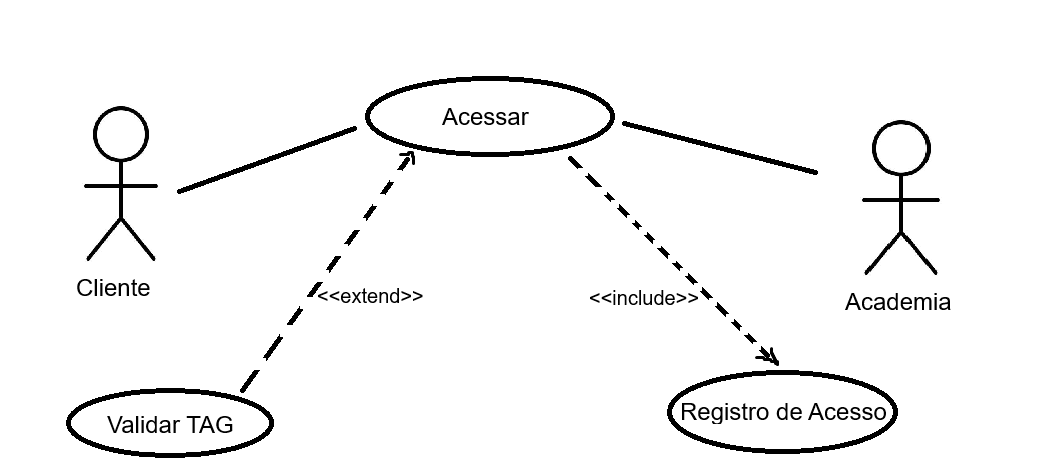 Acessar
Cliente
<<extend>>
<<include>>
Academia
Validar TAG
Registro de Acesso